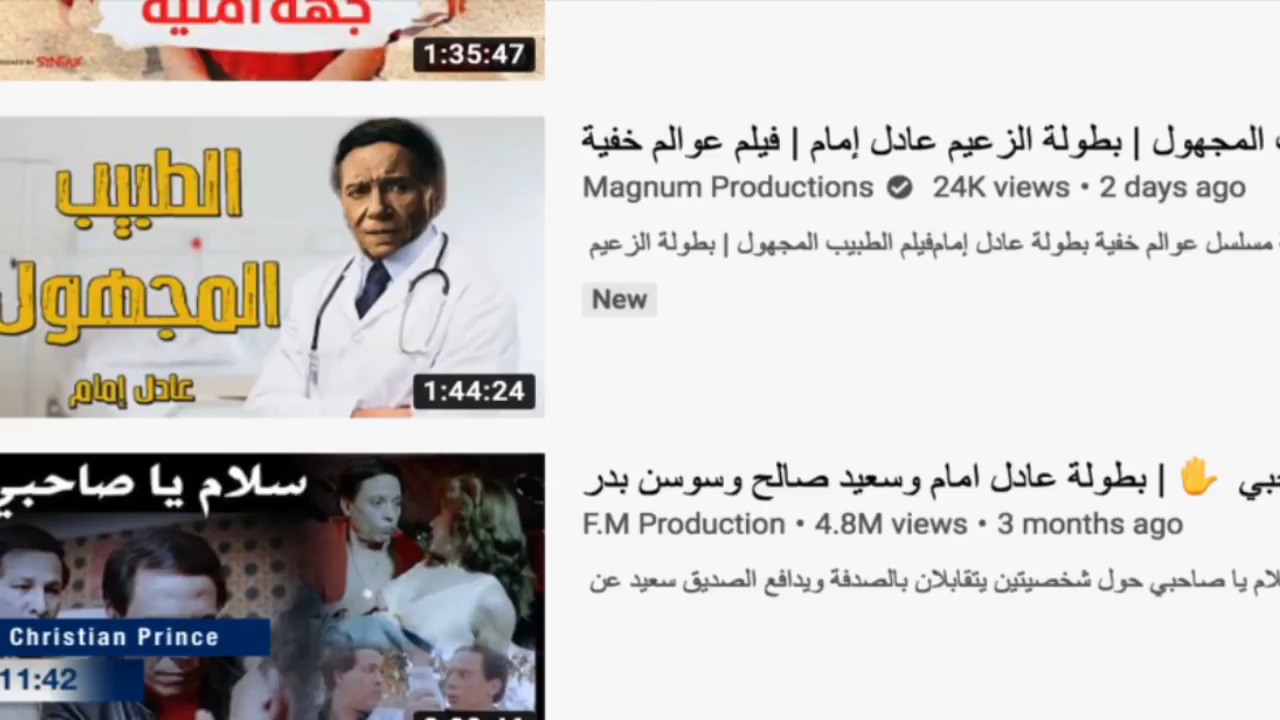 جهة أمنية
SYNTAX
1:35:47
الطبيب
المجهول
عادل إمام
1:44:24
المجهول | بطولة الزعيم عادل إمام | فيلم عوالم خفية
Magnum Productions 24K views • 2 days ago
مسلسل عوالم خفية بطولة عادل إمامفيلم الطبيب المجهول | بطولة الزعيم
New
سلام يا صاحبي
✋ | بطولة عادل امام وسعيد صالح وسوسن بدر
F.M Production • 4.8M views • 3 months ago
يا صاحبي حول شخصيتين يتقابلان بالصدفة ويدافع الصديق سعيد عن
Christian Prince
11:42